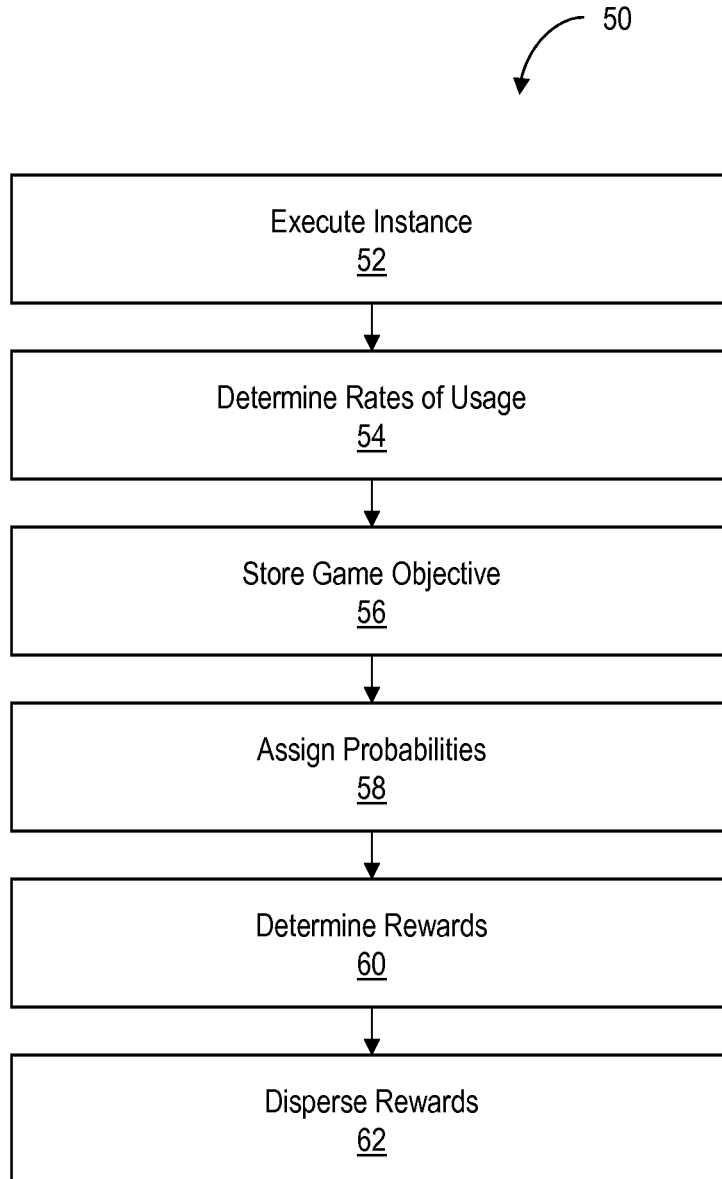 50
Execute Instance
52
Determine Rates of Usage
54
Store Game Objective
56
Assign Probabilities
58
Determine Rewards
60
Disperse Rewards
62